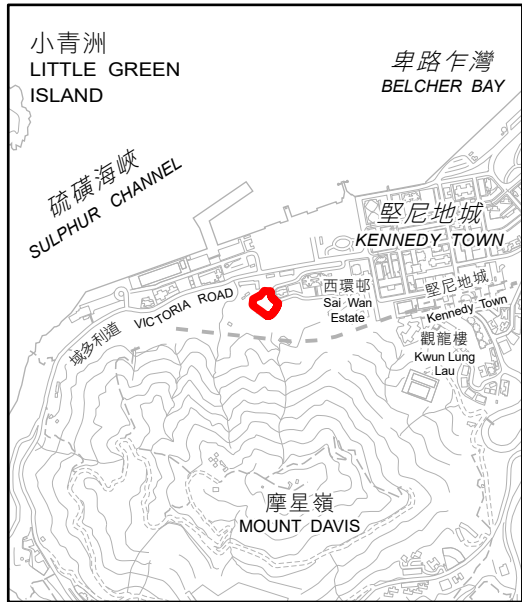 小青洲
LITTLE GREEN
ISLAND
卑路乍灣
BELCHER BAY
硫磺海峽
SULPHUR CHANNEL
堅尼地城
KENNEDY TOWN
西環邨
Sai Wan
Estate
堅尼地城
Kennedy Town
域多利道 VICTORIA ROAD
觀龍樓
Kwun Lung
Lau
摩星嶺
MOUNT DAVIS